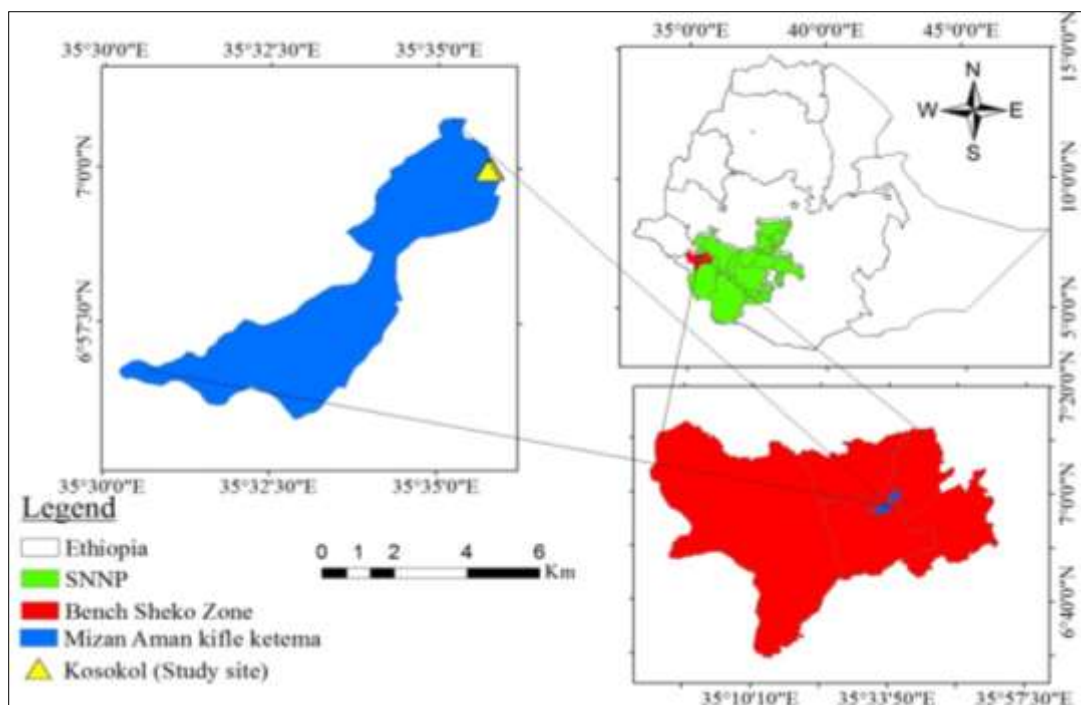 35°30'0"E 35°32'30"E 35°35'0"E
7°0'0"N
6°57'30"N
35°30'0"E 35°32'30"E 35°35'0"E
35°0'0"E 40°0'0"E 45°0'0"E
15°0'0"N
10°0'0"N
5°0'0"N
N
W E
S
7°20'0"N
7°0'0"N
6°40'0"N
35°10'10"E 35°33'50"E 35°57'30"E
Legend
Ethiopia
SNNP
Bench Sheko Zone
Mizan Aman kifle ketema
Kosokol (Study site)
0 1 2 4 6
Km